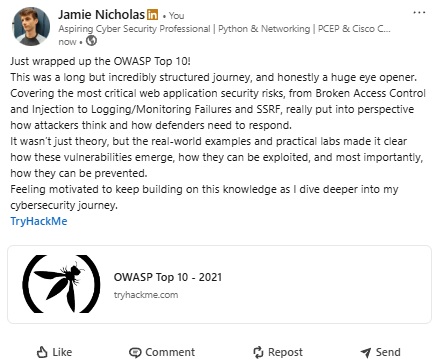 Jamie Nicholas in • You
Aspiring Cyber Security Professional | Python & Networking | PCEP & Cisco C...
now •
Just wrapped up the OWASP Top 10!
This was a long but incredibly structured journey, and honestly a huge eye opener.
Covering the most critical web application security risks, from Broken Access Control
and Injection to Logging/Monitoring Failures and SSRF, really put into perspective
how attackers think and how defenders need to respond.
It wasn't just theory, but the real-world examples and practical labs made it clear
how these vulnerabilities emerge, how they can be exploited, and most importantly,
how they can be prevented.
Feeling motivated to keep building on this knowledge as I dive deeper into my
cybersecurity journey.
TryHackMe
OWASP Top 10 - 2021
tryhackme.com
Like Comment Repost Send